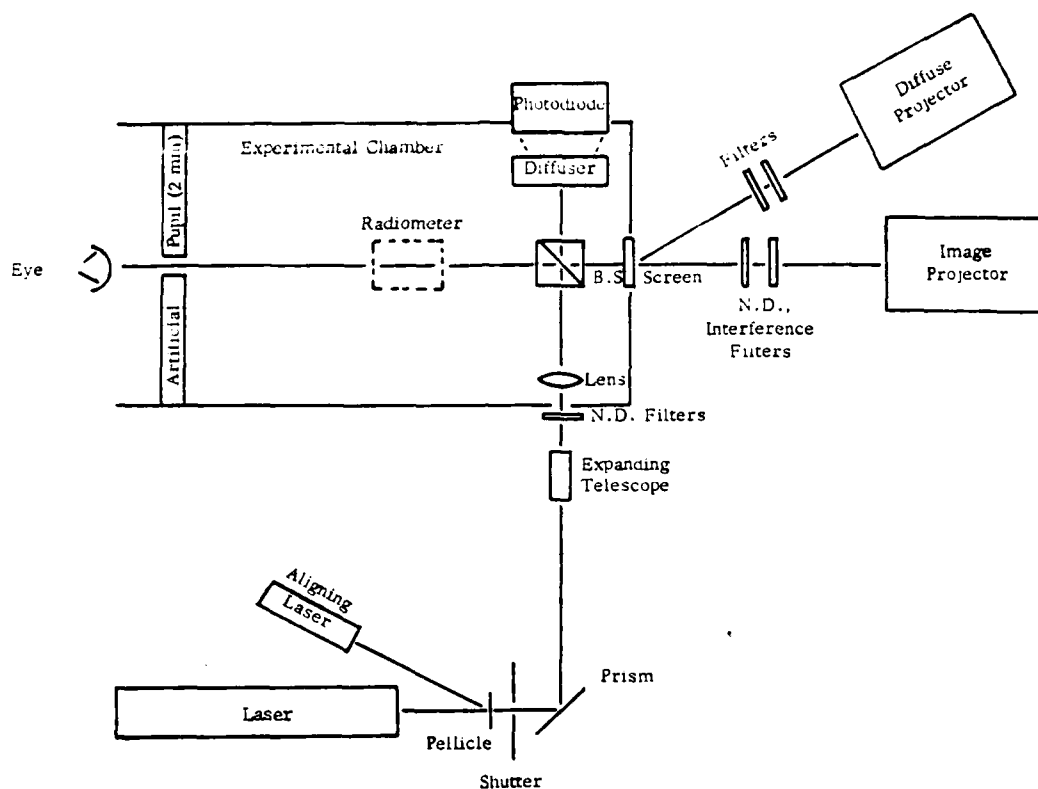 Diffuse
Projector
Photodiode
Filters
Experimental Chamber
Diffuser
Pupil (2 mm)
Radiometer
Eye
B.S.
Screen
Image
Projector
N.D.,
Interference
Filters
Artificial
Lens
N.D. Filters
Expanding
Telescope
Aligning
Laser
Prism
Laser
Pellicle
Shutter